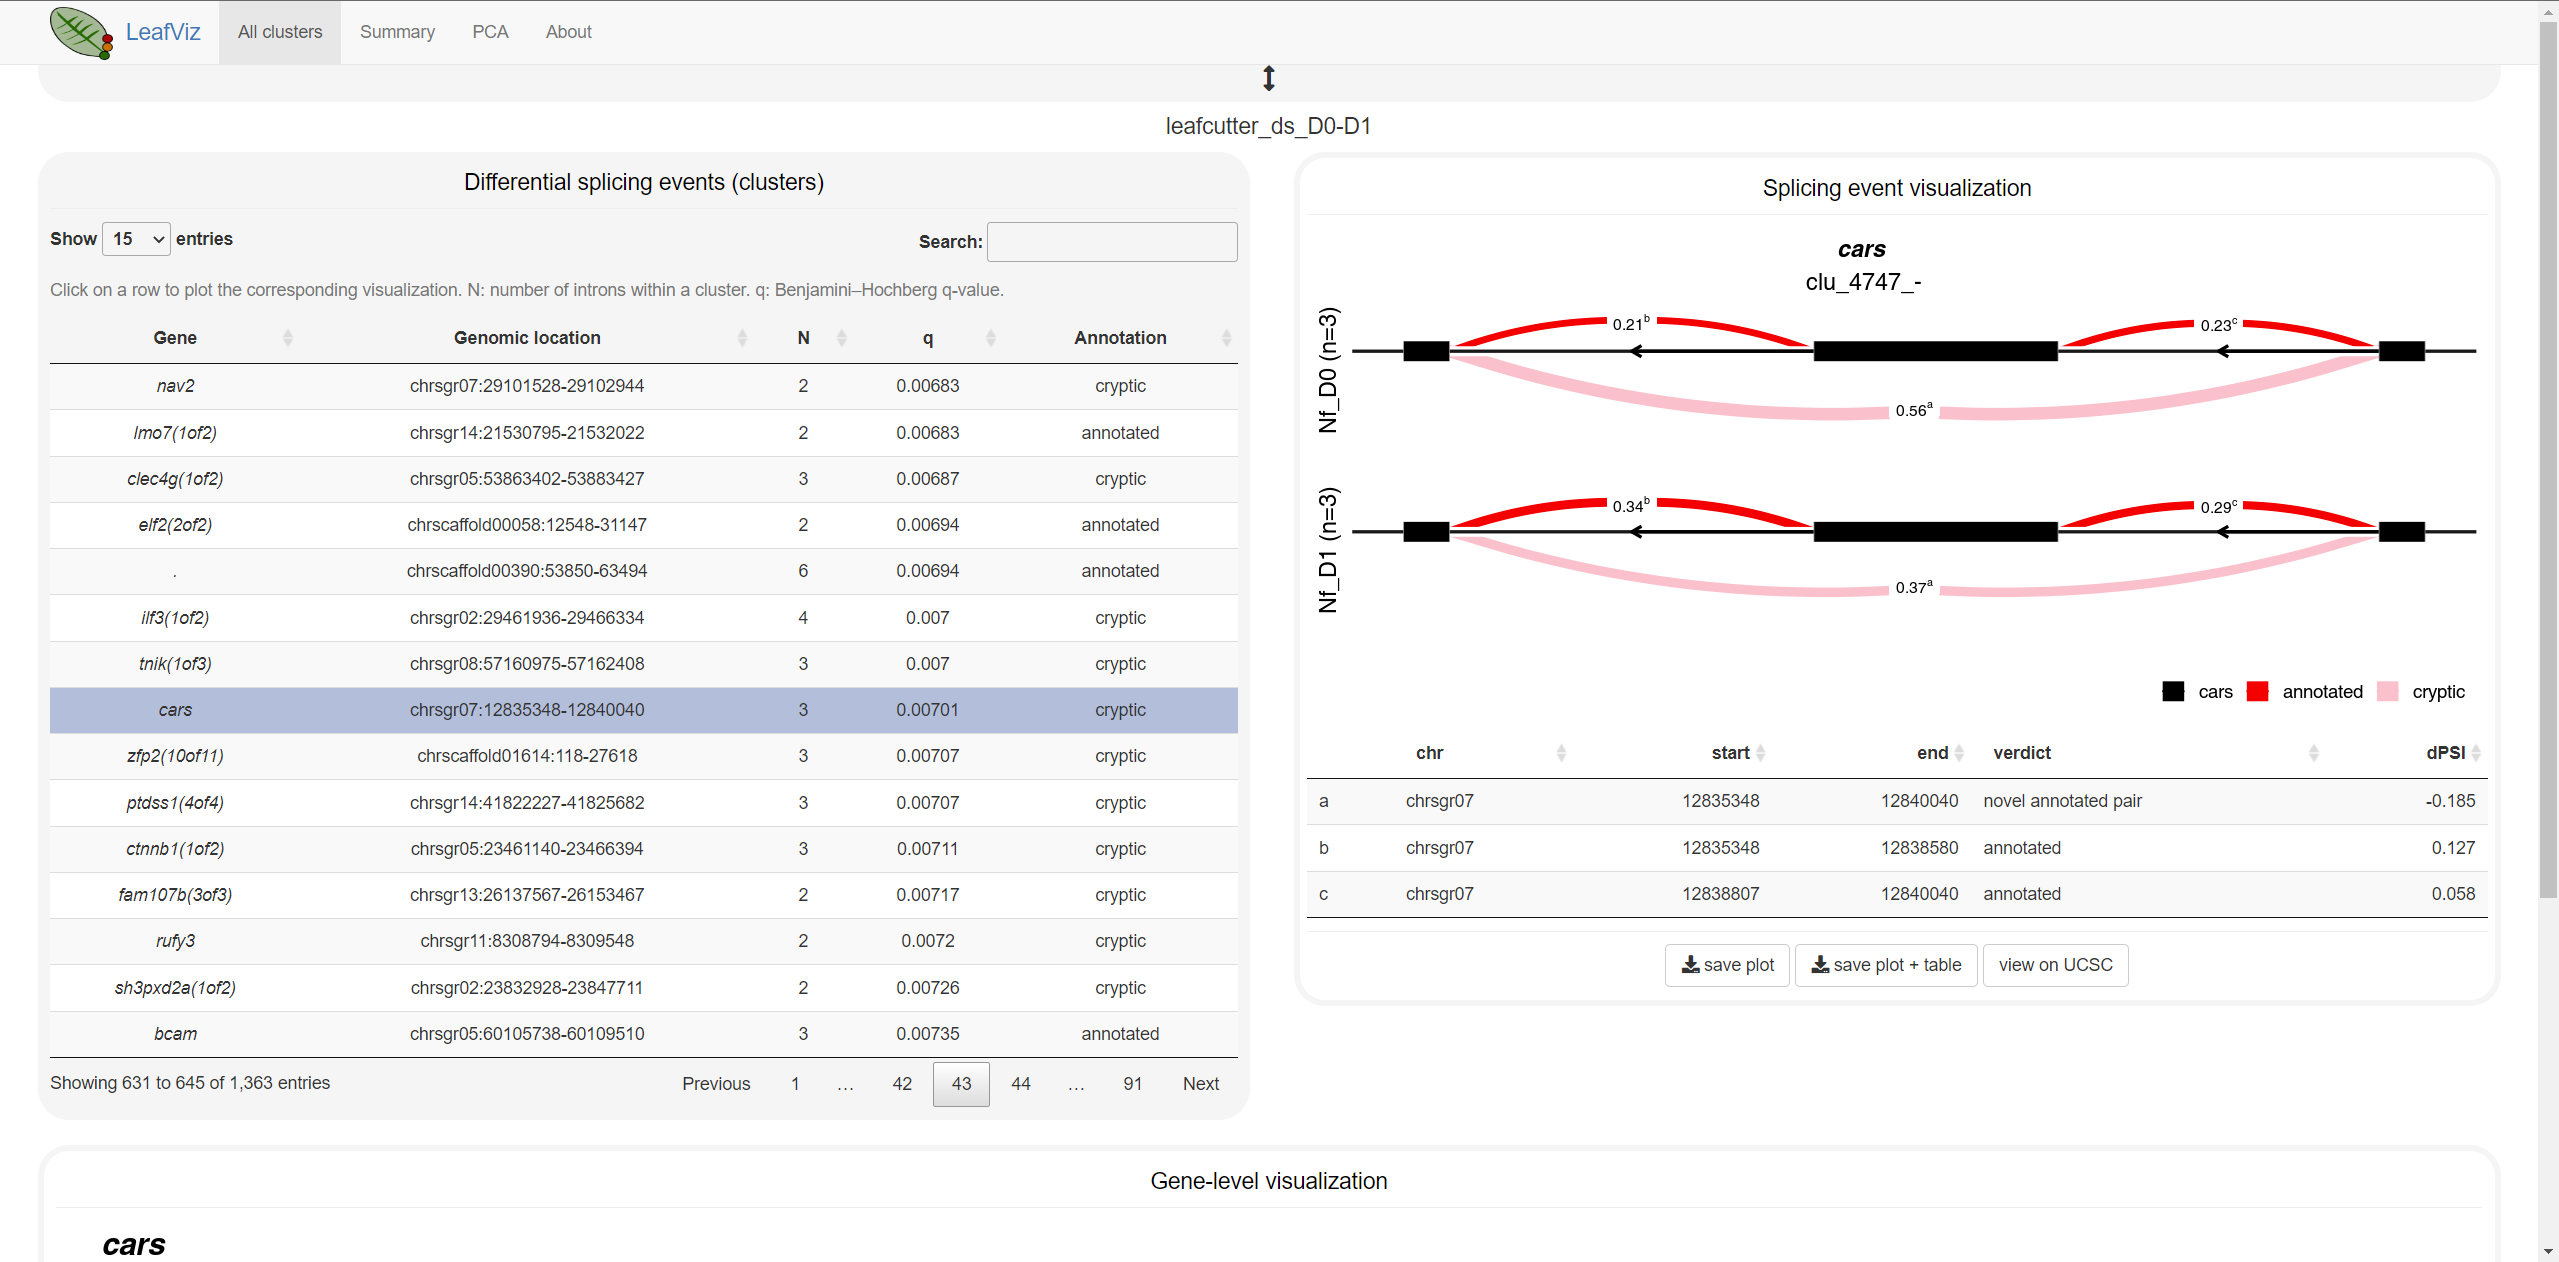 LeafViz All clusters Summary PCA About
leafcutter_ds_D0-D1
Differential splicing events (clusters)
Show 15 entries Search:
Click on a row to plot the corresponding visualization. N: number of introns within a cluster. q: Benjamini–Hochberg q-value.
Gene Genomic location N q Annotation
nav2 chrsgr07:29101528-29102944 2 0.00683 cryptic
lmo7(1of2) chrsgr14:21530795-21532022 2 0.00683 annotated
clec4g(1of2) chrsgr05:53863402-53883427 3 0.00687 cryptic
elf2(2of2) chrscaffold00058:12548-31147 2 0.00694 annotated
. chrscaffold00390:53850-63494 6 0.00694 annotated
ilf3(1of2) chrsgr02:29461936-29466334 4 0.007 cryptic
tnik(1of3) chrsgr08:57160975-57162408 3 0.007 cryptic
cars chrsgr07:12835348-12840040 3 0.00701 cryptic
zfp2(10of11) chrscaffold01614:118-27618 3 0.00707 cryptic
ptdss1(4of4) chrsgr14:41822227-41825682 3 0.00707 cryptic
ctnnb1(1of2) chrsgr05:23461140-23466394 3 0.00711 cryptic
fam107b(3of3) chrsgr13:26137567-26153467 2 0.00717 cryptic
rufy3 chrsgr11:8308794-8309548 2 0.0072 cryptic
sh3pxd2a(1of2) chrsgr02:23832928-23847711 2 0.00726 cryptic
bcam chrsgr05:60105738-60109510 3 0.00735 annotated
Showing 631 to 645 of 1,363 entries Previous 1 … 42 43 44 … 91 Next
Splicing event visualization
cars
clu_4747_-
Nf_D0 (n=3)
0.21b 0.23c
0.56a
Nf_D1 (n=3)
0.34b 0.29c
0.37a
cars annotated cryptic
chr start end verdict dPSI
a chrsgr07 12835348 12840040 novel annotated pair -0.185
b chrsgr07 12835348 12838580 annotated 0.127
c chrsgr07 12838807 12840040 annotated 0.058
save plot save plot + table view on UCSC
Gene-level visualization
cars